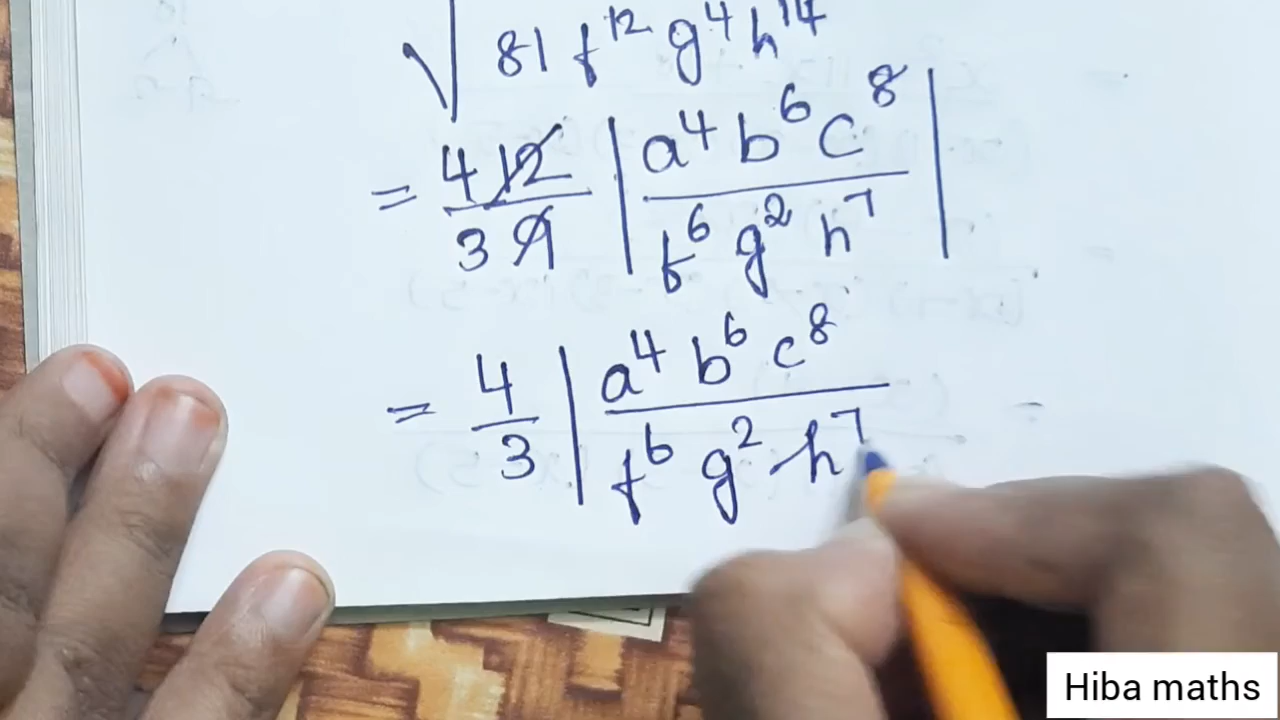 √81 f¹² g⁴ h¹⁴
= 4 12 / 3 9 | a⁴ b⁶ c⁸ / f⁶ g² h⁷ |
= 4/3 | a⁴ b⁶ c⁸ / f⁶ g² h⁷
Hiba maths